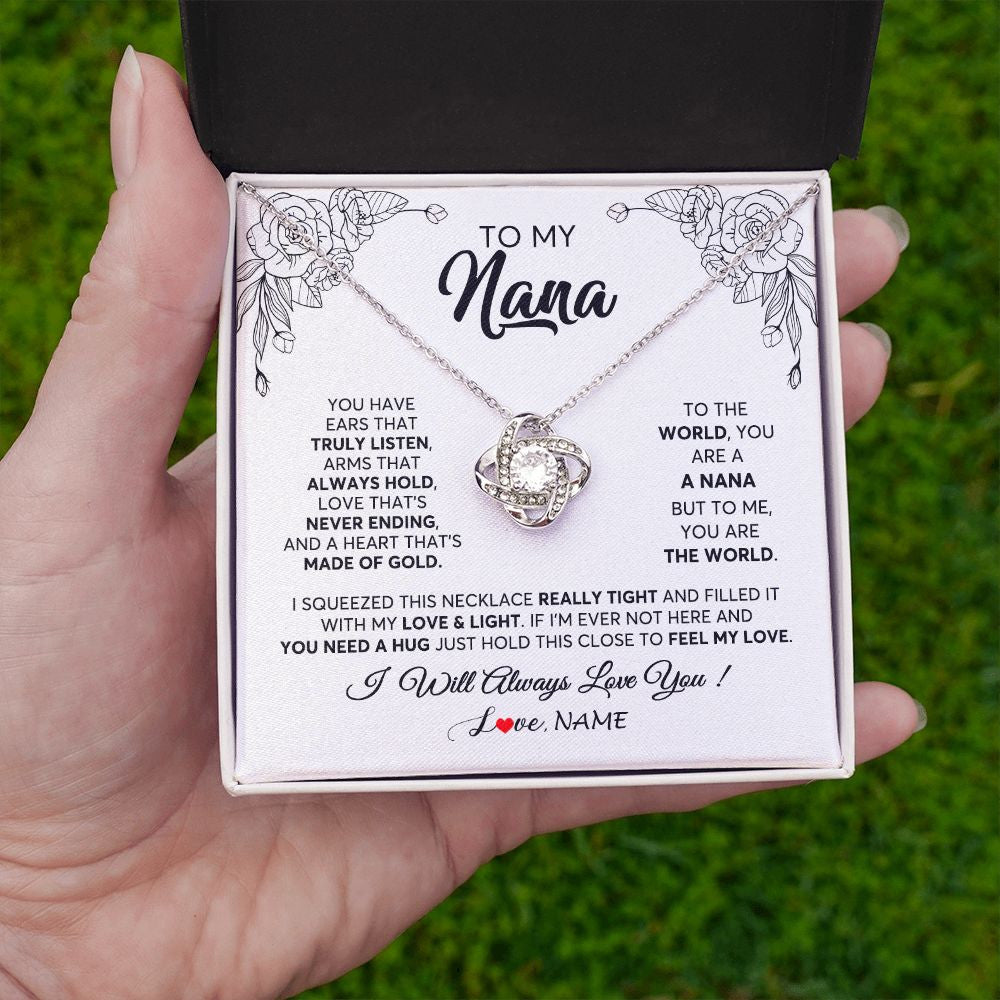 TO MY
Nana
YOU HAVE
EARS THAT
TRULY LISTEN,
ARMS THAT
ALWAYS HOLD,
LOVE THAT'S
NEVER ENDING,
AND A HEART THAT'S
MADE OF GOLD.
TO THE
WORLD, YOU
ARE A
A NANA
BUT TO ME,
YOU ARE
THE WORLD.
I SQUEEZED THIS NECKLACE REALLY TIGHT AND FILLED IT
WITH MY LOVE & LIGHT. IF I'M EVER NOT HERE AND
YOU NEED A HUG JUST HOLD THIS CLOSE TO FEEL MY LOVE.
I Will Always Love You !
Love, NAME